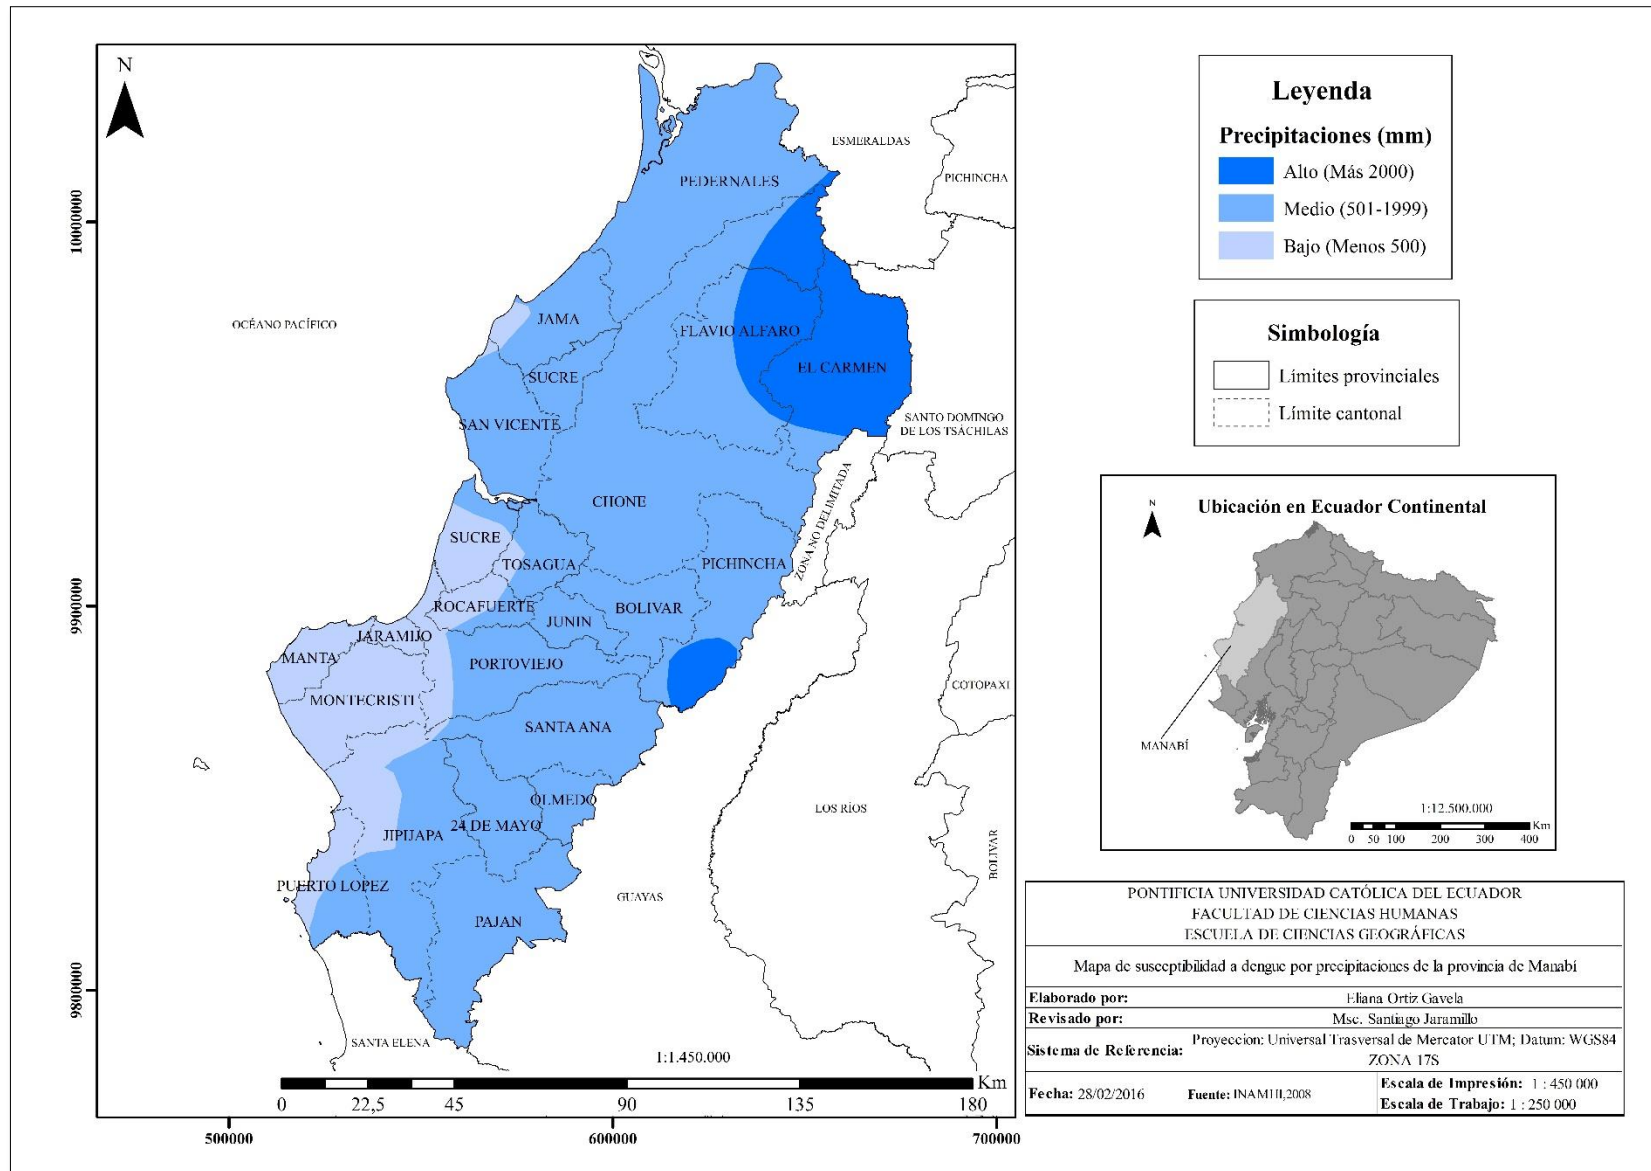 N
ESMERALDAS
PICHINCHA
PEDERNALES
OCÉANO PACÍFICO
JAMA
FLAVIO ALFARO
SUCRE
EL CARMEN
SAN VICENTE
SANTO DOMINGO
DE LOS TSÁCHILAS
ZONA NO DELIMITADA
CHONE
SUCRE
TOSAGUA
PICHINCHA
ROCAFUERTE
BOLIVAR
JUNIN
JARAMIJO
MANTA
PORTOVIEJO
MONTECRISTI
COTOPAXI
SANTA ANA
OLMEDO
LOS RÍOS
24 DE MAYO
JIPIJAPA
BOLIVAR
PUERTO LOPEZ
GUAYAS
PAJAN
SANTA ELENA
1:1.450.000
Km
0 22,5 45 90 135 180
500000 600000 700000
10000000
9900000
9800000
Leyenda
Precipitaciones (mm)
Alto (Más 2000)
Medio (501-1999)
Bajo (Menos 500)
Simbología
Límites provinciales
Límite cantonal
N
Ubicación en Ecuador Continental
MANABÍ
1:12.500.000
Km
0 50 100 200 300 400
PONTIFICIA UNIVERSIDAD CATÓLICA DEL ECUADOR
FACULTAD DE CIENCIAS HUMANAS
ESCUELA DE CIENCIAS GEOGRÁFICAS
Mapa de susceptibilidad a dengue por precipitaciones de la provincia de Manabí
Elaborado por: Eliana Ortiz Gavela
Revisado por: Msc. Santiago Jaramillo
Sistema de Referencia: Proyeccion: Universal Trasversal de Mercator UTM; Datum: WGS84
ZONA 17S
Fecha: 28/02/2016 Fuente: INAMHI,2008
Escala de Impresión: 1 : 450 000
Escala de Trabajo: 1 : 250 000